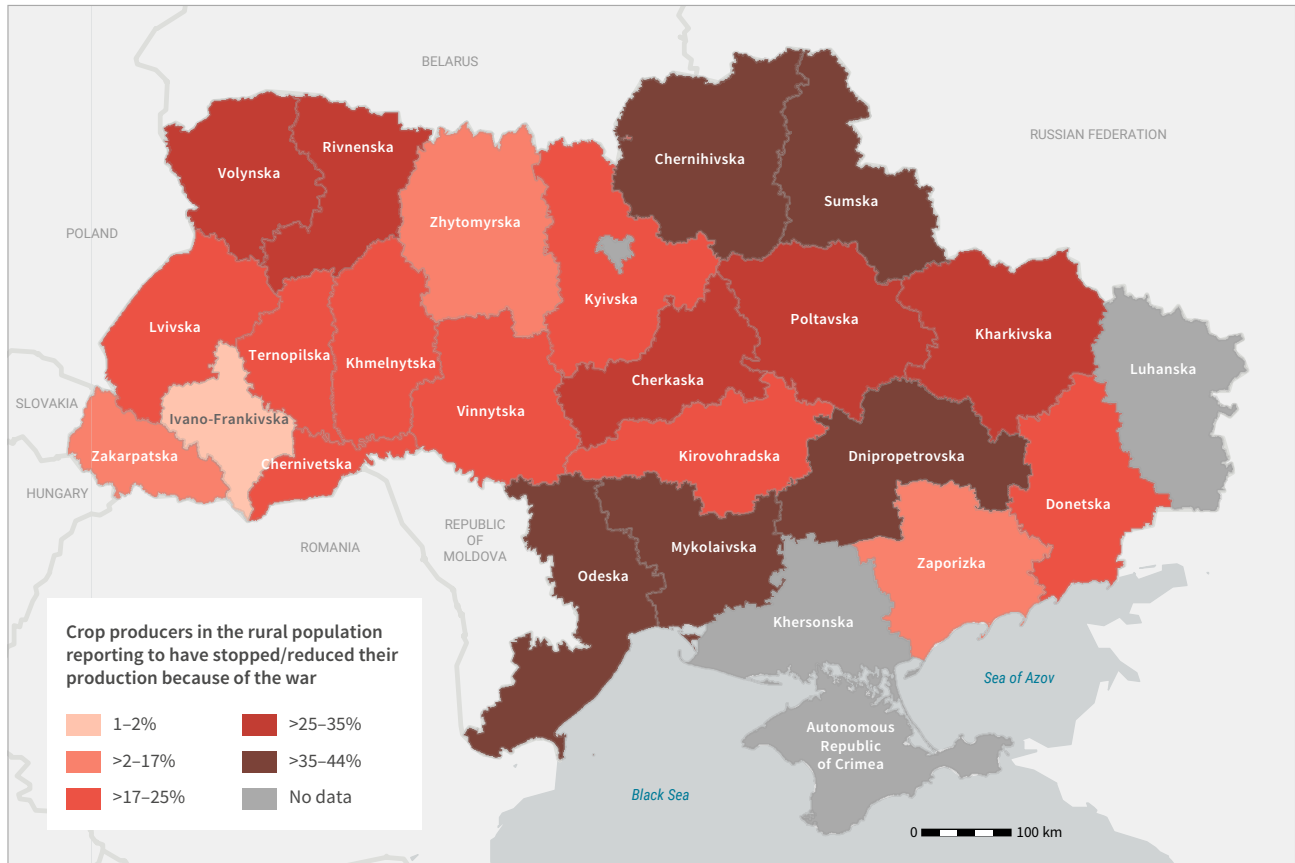 BELARUS
RUSSIAN FEDERATION
Rivnenska
Chernihivska
Volynska
Sumska
Zhytomyrska
POLAND
Kyivska
Poltavska
Lvivska
Kharkivska
Ternopilska
Khmelnytska
Luhanska
Cherkaska
SLOVAKIA
Vinnytska
Ivano-Frankivska
Zakarpatska
Chernivetska
Kirovohradska
Dnipropetrovska
HUNGARY
Donetska
REPUBLIC
OF
MOLDOVA
ROMANIA
Mykolaivska
Zaporizka
Odeska
Khersonska
Sea of Azov
Autonomous
Republic
of Crimea
Black Sea
0 100 km
Crop producers in the rural population
reporting to have stopped/reduced their
production because of the war
1–2%
>2–17%
>17–25%
>25–35%
>35–44%
No data